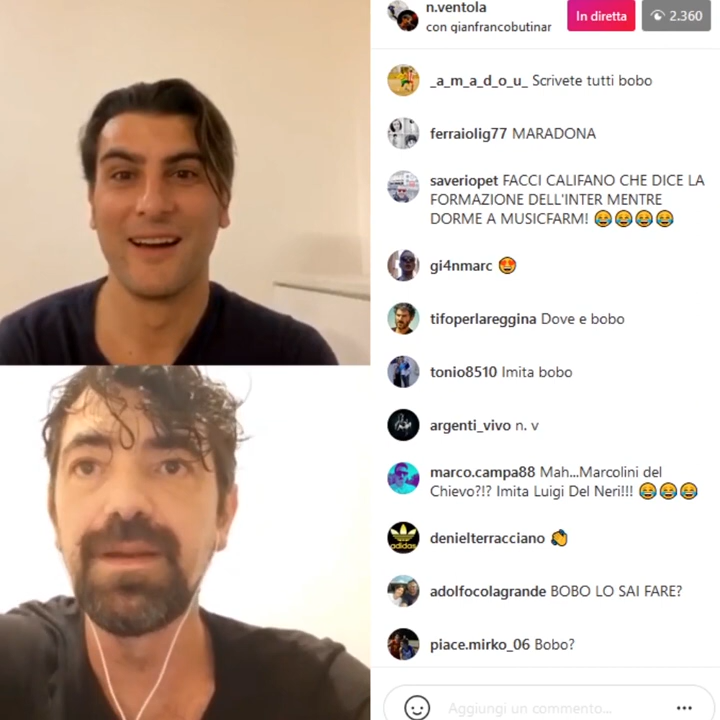 n.ventola
con gianfrancobutinar
In diretta
2.360
_a_m_a_d_o_u_ Scrivete tutti bobo
ferraiolig77 MARADONA
saveriopet FACCI CALIFANO CHE DICE LA
FORMAZIONE DELL'INTER MENTRE
DORME A MUSICFARM! 😂😂😂😂
gi4nmarc 😍
tifoperlareggina Dove e bobo
tonio8510 Imita bobo
argenti_vivo n. v
marco.campa88 Mah...Marcolini del
Chievo?!? Imita Luigi Del Neri!!! 😂😂😂
adidas
denielterracciano 👏
adolfocolagrande BOBO LO SAI FARE?
piace.mirko_06 Bobo?
Aggiungi un commento...